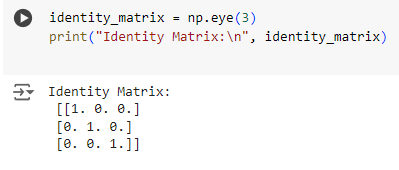 identity_matrix = np.eye(3)
print("Identity Matrix:\n", identity_matrix)
Identity Matrix:
 [[1. 0. 0.]
 [0. 1. 0.]
 [0. 0. 1.]]